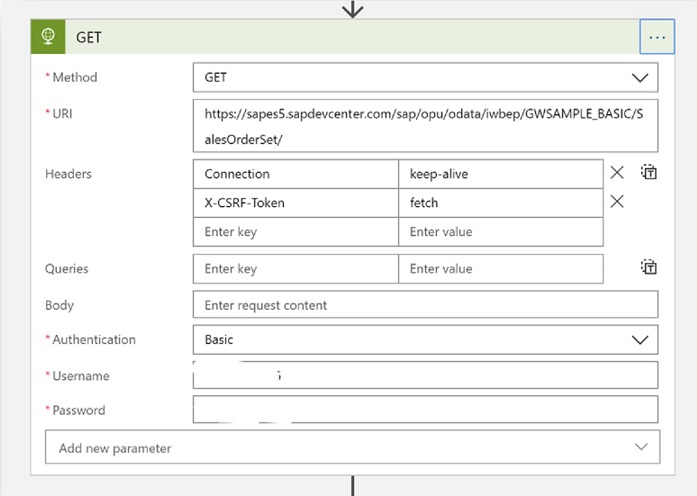 GET
...
* Method
GET
* URI
https://sapes5.sapdevcenter.com/sap/opu/odata/iwbep/GWSAMPLE_BASIC/S
alesOrderSet/
Headers
Connection keep-alive
X-CSRF-Token fetch
Enter key Enter value
Queries Enter key Enter value
Body Enter request content
* Authentication Basic
* Username
* Password
Add new parameter